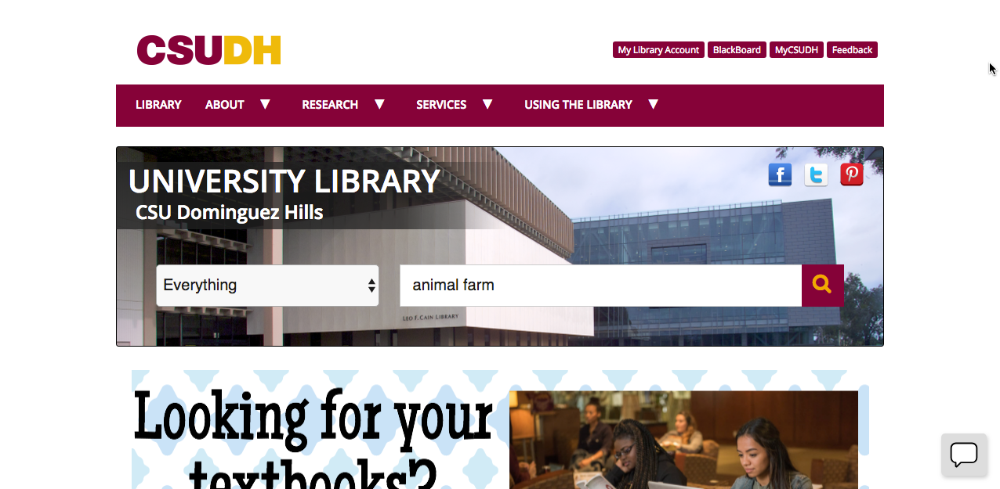 CSUDH
My Library Account BlackBoard MyCSUDH Feedback
LIBRARY ABOUT RESEARCH SERVICES USING THE LIBRARY
UNIVERSITY LIBRARY
CSU Dominguez Hills
Everything animal farm
LEO F. CAIN LIBRARY
Looking for your
textbooks?